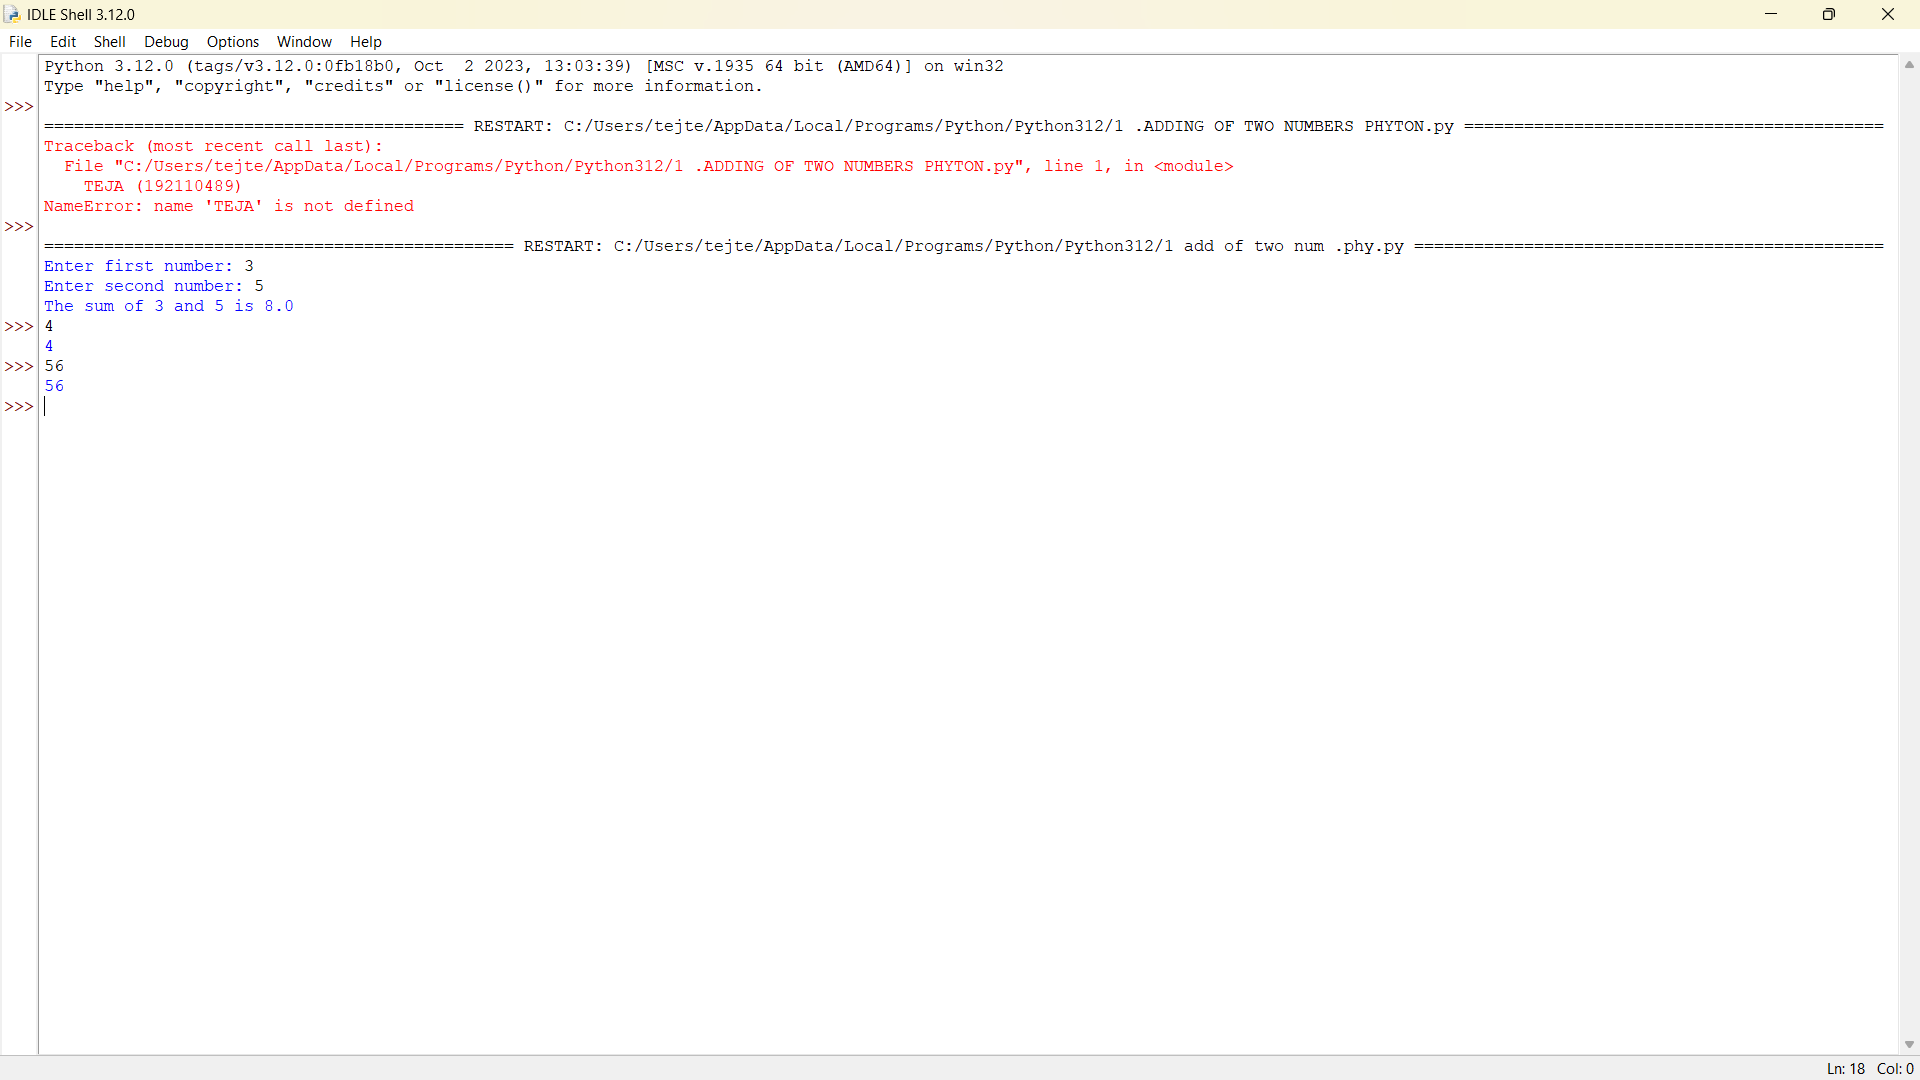 IDLE Shell 3.12.0
File Edit Shell Debug Options Window Help
Python 3.12.0 (tags/v3.12.0:0fb18b0, Oct  2 2023, 13:03:39) [MSC v.1935 64 bit (AMD64)] on win32
Type "help", "copyright", "credits" or "license()" for more information.
>>>
========================================== RESTART: C:/Users/tejte/AppData/Local/Programs/Python/Python312/1 .ADDING OF TWO NUMBERS PHYTON.py ==========================================
Traceback (most recent call last):
  File "C:/Users/tejte/AppData/Local/Programs/Python/Python312/1 .ADDING OF TWO NUMBERS PHYTON.py", line 1, in <module>
    TEJA (192110489)
NameError: name 'TEJA' is not defined
>>>
=============================================== RESTART: C:/Users/tejte/AppData/Local/Programs/Python/Python312/1 add of two num .phy.py ===============================================
Enter first number: 3
Enter second number: 5
The sum of 3 and 5 is 8.0
>>> 4
4
>>> 56
56
>>>
Ln: 18 Col: 0